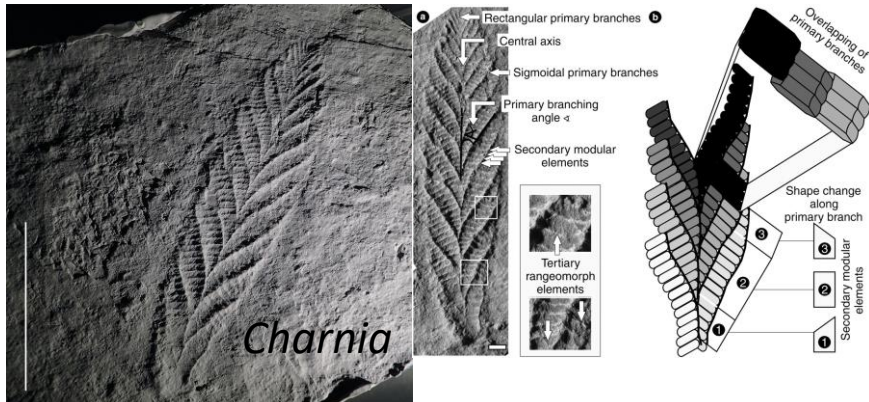 Charnia
a
Rectangular primary branches
Central axis
Sigmoidal primary branches
Primary branching
angle ∢
Secondary modular
elements
Tertiary
rangeomorph
elements
b
Overlapping of
primary branches
Shape change
along
primary branch
3
2
1
3
2
1
Secondary modular
elements